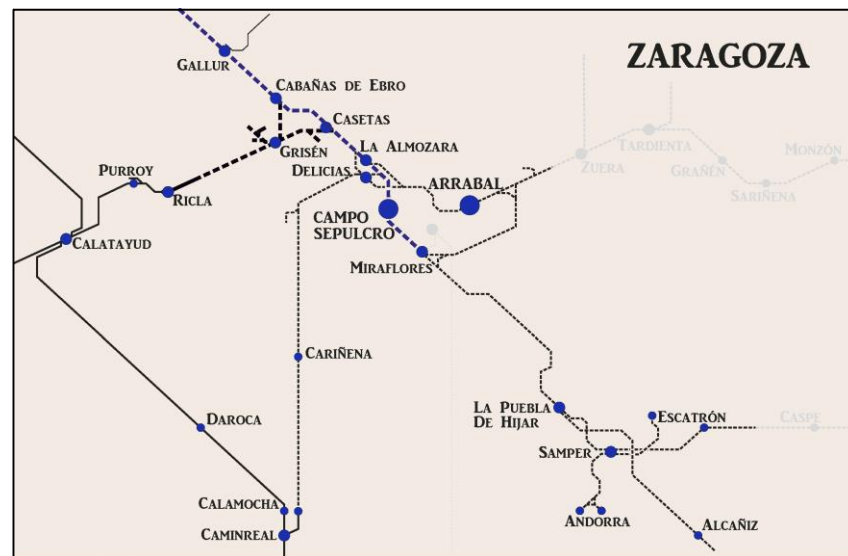 ZARAGOZA
GALLUR
CABAÑAS DE EBRO
CASETAS
GRISÉN
LA ALMOZARA
DELICIAS
PURROY
RICLA
ARRABAL
ZUERA
TARDIENTA
GRAÑÉN
SARIÑENA
MONZÓN
CALATAYUD
CAMPO
SEPULCRO
MIRAFLORES
CARIÑENA
DAROCA
LA PUEBLA
DE HIJAR
ESCATRÓN
CASPE
SAMPER
CALAMOCHA
CAMINREAL
ANDORRA
ALCAÑIZ